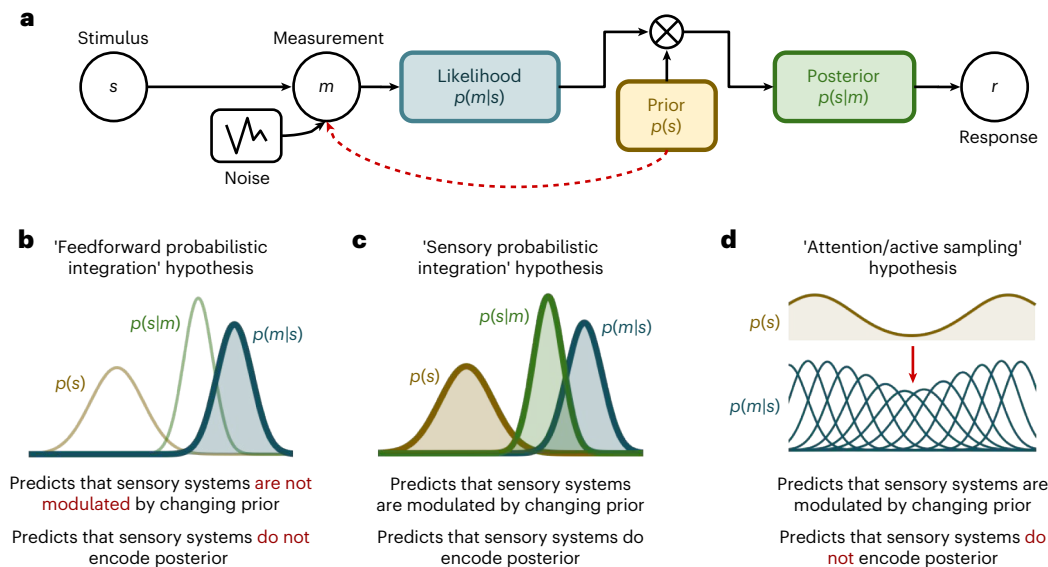 a
Stimulus
Measurement
s
m
Likelihood
p(m|s)
Prior
p(s)
Posterior
p(s|m)
r
Response
Noise
b
'Feedforward probabilistic
integration' hypothesis
p(s|m)
p(m|s)
p(s)
Predicts that sensory systems are not
modulated by changing prior
Predicts that sensory systems do not
encode posterior
c
'Sensory probabilistic
integration' hypothesis
p(s|m)
p(m|s)
p(s)
Predicts that sensory systems
are modulated by changing prior
Predicts that sensory systems do
encode posterior
d
'Attention/active sampling'
hypothesis
p(s)
p(m|s)
Predicts that sensory systems are
modulated by changing prior
Predicts that sensory systems do
not encode posterior